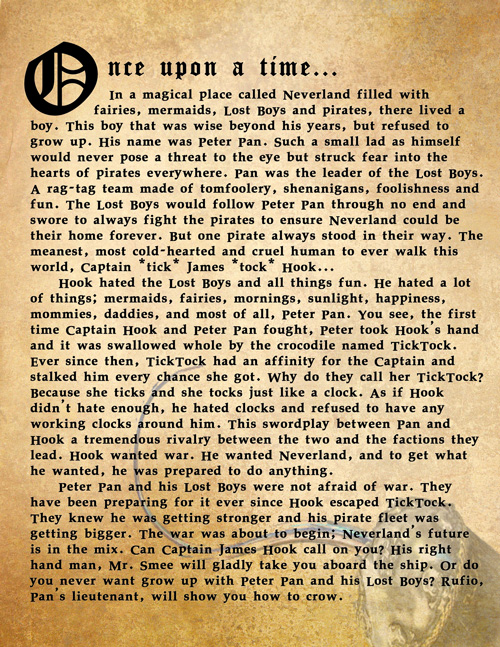 Once upon a time...
In a magical place called Neverland filled with
fairies, mermaids, Lost Boys and pirates, there lived a
boy. This boy that was wise beyond his years, but refused to
grow up. His name was Peter Pan. Such a small lad as himself
would never pose a threat to the eye but struck fear into the
hearts of pirates everywhere. Pan was the leader of the Lost Boys.
A rag-tag team made of tomfoolery, shenanigans, foolishness and
fun. The Lost Boys would follow Peter Pan through no end and
swore to always fight the pirates to ensure Neverland could be
their home forever. But one pirate always stood in their way. The
meanest, most cold-hearted and cruel human to ever walk this
world, Captain *tick* James *tock* Hook...
Hook hated the Lost Boys and all things fun. He hated a lot
of things; mermaids, fairies, mornings, sunlight, happiness,
mommies, daddies, and most of all, Peter Pan. You see, the first
time Captain Hook and Peter Pan fought, Peter took Hook's hand
and it was swallowed whole by the crocodile named TickTock.
Ever since then, TickTock had an affinity for the Captain and
stalked him every chance she got. Why do they call her TickTock?
Because she ticks and she tocks just like a clock. As if Hook
didn't hate enough, he hated clocks and refused to have any
working clocks around him. This swordplay between Pan and
Hook a tremendous rivalry between the two and the factions they
lead. Hook wanted war. He wanted Neverland, and to get what
he wanted, he was prepared to do anything.
Peter Pan and his Lost Boys were not afraid of war. They
have been preparing for it ever since Hook escaped TickTock.
They knew he was getting stronger and his pirate fleet was
getting bigger. The war was about to begin; Neverland's future
is in the mix. Can Captain James Hook call on you? His right
hand man, Mr. Smee will gladly take you aboard the ship. Or do
you never want grow up with Peter Pan and his Lost Boys? Rufio,
Pan's lieutenant, will show you how to crow.